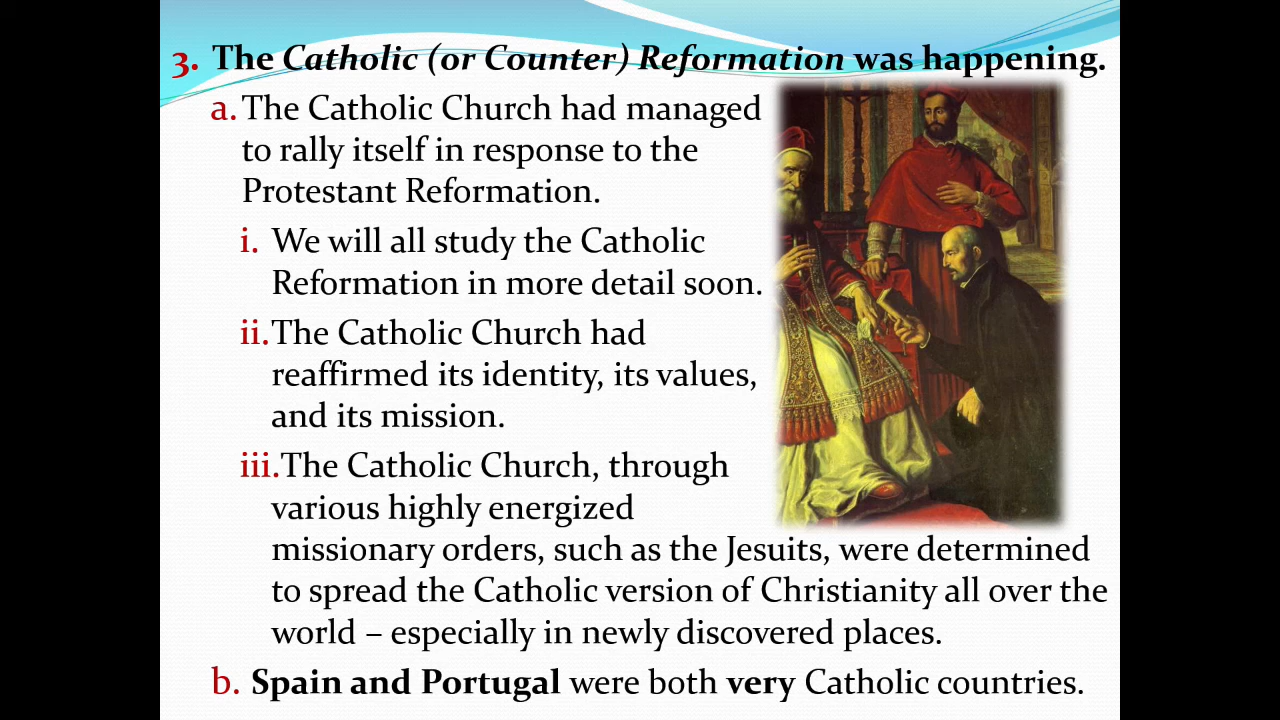 3. The Catholic (or Counter) Reformation was happening.
a. The Catholic Church had managed
to rally itself in response to the
Protestant Reformation.
i. We will all study the Catholic
Reformation in more detail soon.
ii. The Catholic Church had
reaffirmed its identity, its values,
and its mission.
iii. The Catholic Church, through
various highly energized
missionary orders, such as the Jesuits, were determined
to spread the Catholic version of Christianity all over the
world – especially in newly discovered places.
b. Spain and Portugal were both very Catholic countries.